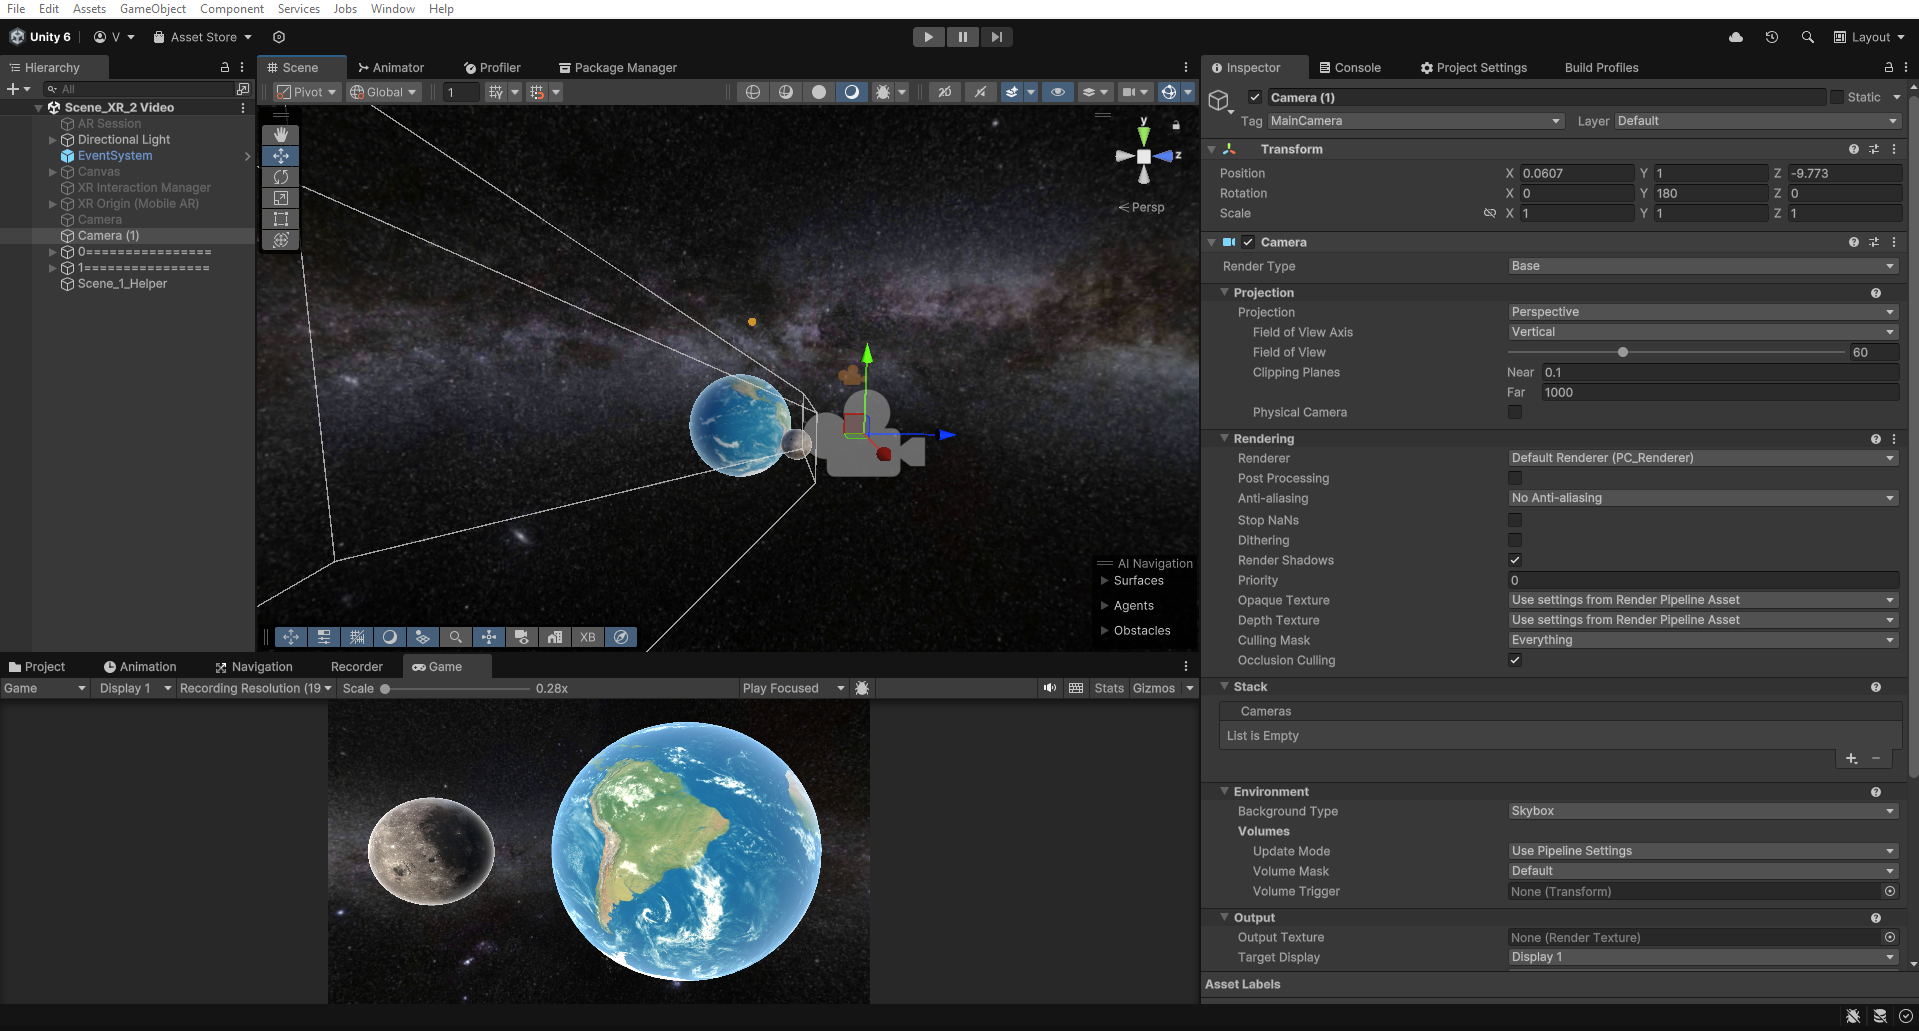 File Edit Assets GameObject Component Services Jobs Window Help
Unity 6 V Asset Store Layout
Hierarchy
All
Scene_XR_2 Video
AR Session
Directional Light
EventSystem
Canvas
XR Interaction Manager
XR Origin (Mobile AR)
Camera
Camera (1)
0================
1================
Scene_1_Helper
Scene Animator Profiler Package Manager
Pivot Global 1 2D
y
z
Persp
AI Navigation
Surfaces
Agents
Obstacles
XB
Project Animation Navigation Recorder Game
Game Display 1 Recording Resolution (19 Scale 0.28x Play Focused Stats Gizmos
Inspector Console Project Settings Build Profiles
Camera (1) Static
Tag MainCamera Layer Default
Transform
Position X 0.0607 Y 1 Z -9.773
Rotation X 0 Y 180 Z 0
Scale X 1 Y 1 Z 1
Camera
Render Type Base
Projection
Projection Perspective
Field of View Axis Vertical
Field of View 60
Clipping Planes Near 0.1
Far 1000
Physical Camera
Rendering
Renderer Default Renderer (PC_Renderer)
Post Processing
Anti-aliasing No Anti-aliasing
Stop NaNs
Dithering
Render Shadows
Priority 0
Opaque Texture Use settings from Render Pipeline Asset
Depth Texture Use settings from Render Pipeline Asset
Culling Mask Everything
Occlusion Culling
Stack
Cameras
List is Empty
Environment
Background Type Skybox
Volumes
Update Mode Use Pipeline Settings
Volume Mask Default
Volume Trigger None (Transform)
Output
Output Texture None (Render Texture)
Target Display Display 1
Asset Labels